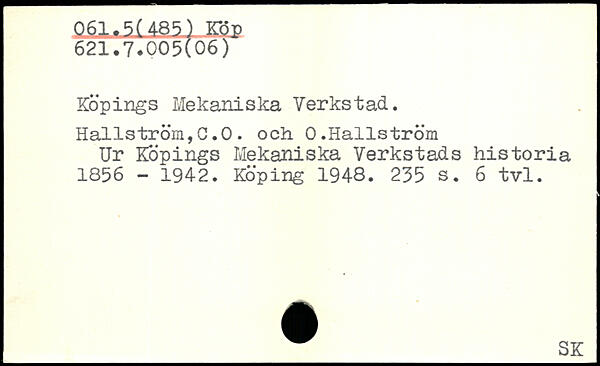 061.5(485) Köp
621.7.005(06)
Köpings Mekaniska Verkstad.
Hallström,C.O. och O.Hallström
Ur Köpings Mekaniska Verkstads historia
1856 - 1942. Köping 1948. 235 s. 6 tvl.
SK